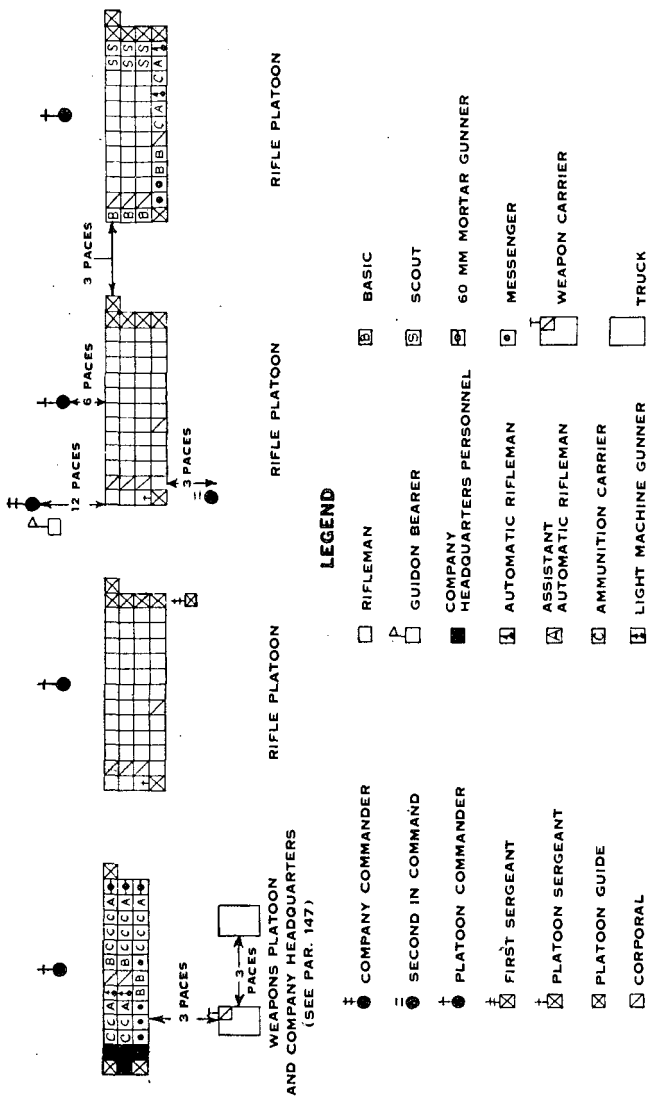 12 PACES
6 PACES
3 PACES
3 PACES
3 PACES
3
PACES
C C A B C C C A
C C A B C C C A
B B C C C A
B S S
B S S
B S S
B B C A C A
WEAPONS PLATOON
AND COMPANY HEADQUARTERS
(SEE PAR. 147)
RIFLE PLATOON
RIFLE PLATOON
RIFLE PLATOON
LEGEND
COMPANY COMMANDER
SECOND IN COMMAND
PLATOON COMMANDER
FIRST SERGEANT
PLATOON SERGEANT
PLATOON GUIDE
CORPORAL
RIFLEMAN
GUIDON BEARER
COMPANY
HEADQUARTERS PERSONNEL
AUTOMATIC RIFLEMAN
ASSISTANT
A AUTOMATIC RIFLEMAN
C AMMUNITION CARRIER
LIGHT MACHINE GUNNER
B BASIC
S SCOUT
60 MM MORTAR GUNNER
MESSENGER
WEAPON CARRIER
TRUCK